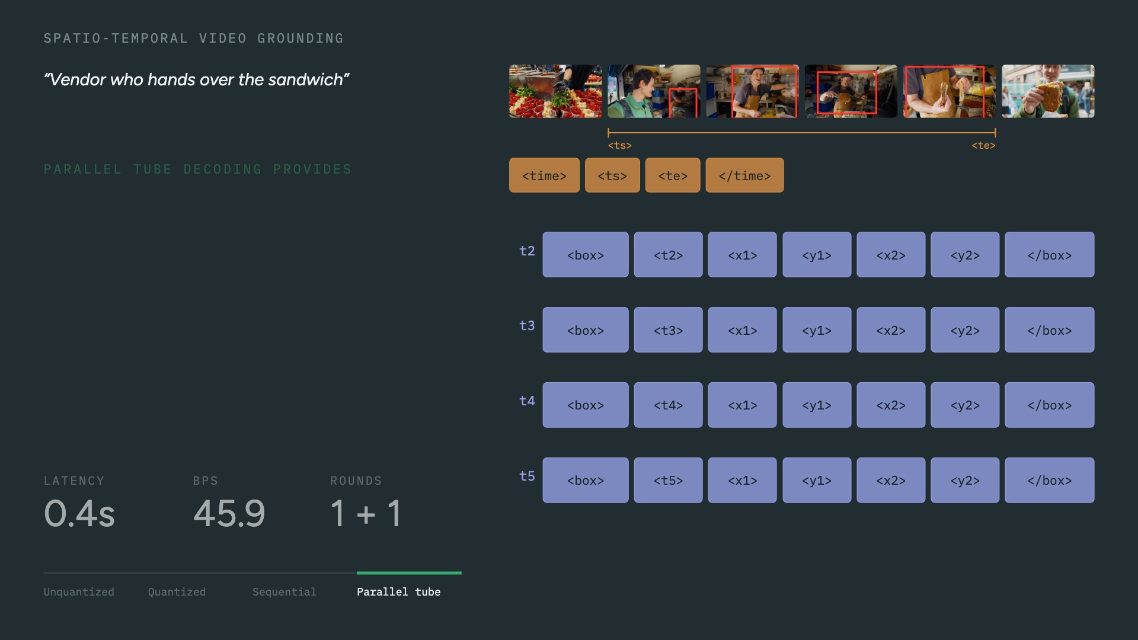 SPATIO-TEMPORAL VIDEO GROUNDING
“Vendor who hands over the sandwich”
PARALLEL TUBE DECODING PROVIDES
<ts> <te>
<time> <ts> <te> </time>
t2 <box> <t2> <x1> <y1> <x2> <y2> </box>
t3 <box> <t3> <x1> <y1> <x2> <y2> </box>
t4 <box> <t4> <x1> <y1> <x2> <y2> </box>
t5 <box> <t5> <x1> <y1> <x2> <y2> </box>
LATENCY BPS ROUNDS
0.4s 45.9 1 + 1
Unquantized Quantized Sequential Parallel tube